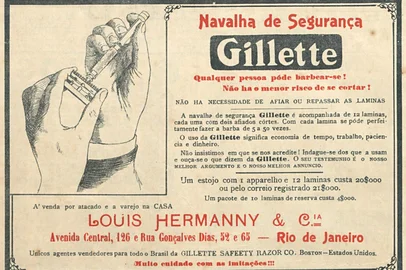 Navalha de Segurança
Gillette
Qualquer pessoa póde barbear-se!
Não ha o menor risco de se cortar!
NÃO HA NECESSIDADE DE AFIAR OU REPASSAR AS LAMINAS
A navalha de segurança Gillette é acompanhada de 12 laminas,
cada uma com dois afiados córtes. Com cada lamina se póde perfei-
tamente fazer a barba de 5 a 50 vezes.
O uso da Gillette significa economia de tempo, trabalho, pacien-
cia e dinheiro.
Não insistimos em que se nos acredite! Indague-se dos que a usam
e ouça-se o que dizem da Gillette. O SEU TESTEMUNHO É O NOSSO
MELHOR ARGUMENTO E O NOSSO MELHOR ANNUNCIO.
Um estojo com 1 apparelho e 12 laminas custa 20$000
ou pelo correio registrado 21$000.
Um pacote de 10 laminas de reserva custa 4$000.
A' venda por atacado e a varejo na CASA
LOUIS HERMANNY & C.IA
Avenida Central, 126 e Rua Gonçalves Dias, 52 e 65 — Rio de Janeiro
Unicos agentes vendedores para todo o Brasil da GILLETTE SAFEETY RAZOR CO. BOSTON—Estados-Unidos.
Muito cuidado com as imitações!!!